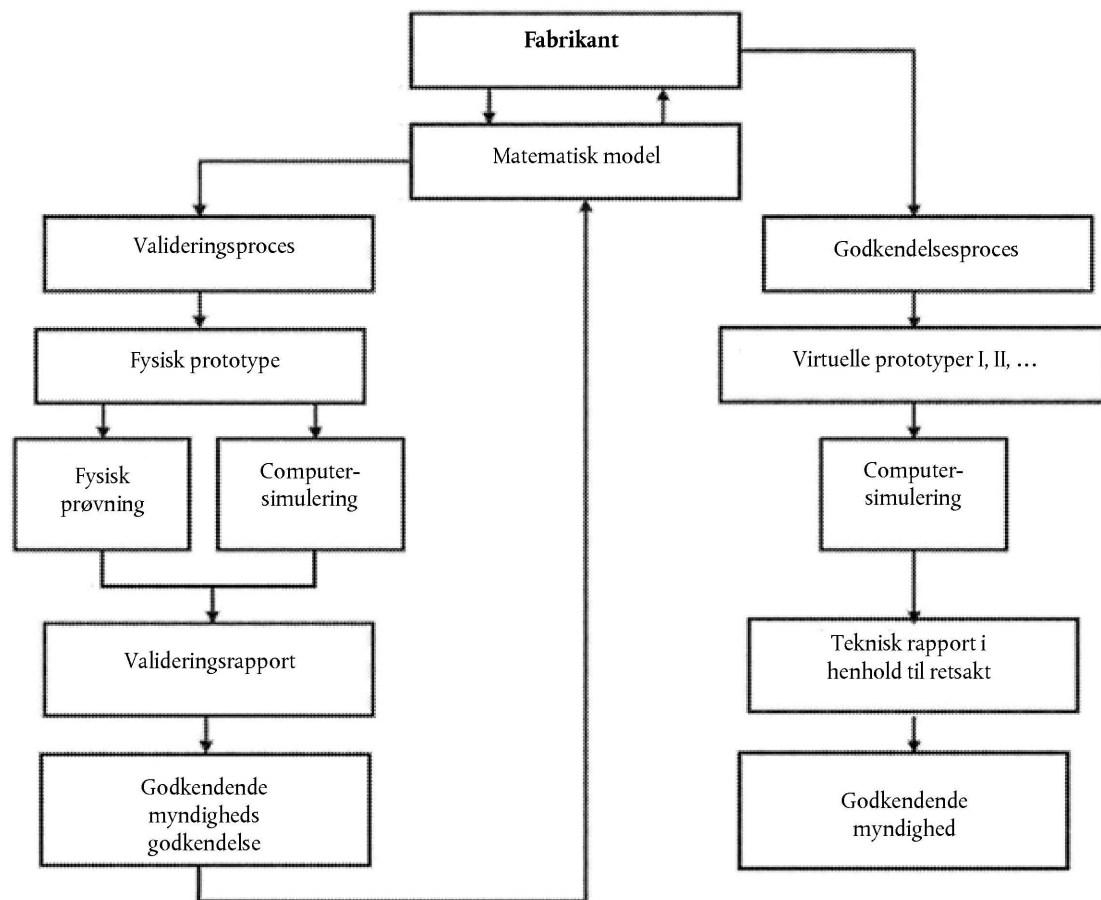 Fabrikant
Matematisk model
Valideringsproces
Godkendelsesproces
Fysisk prototype
Virtuelle prototyper I, II, …
Fysisk
prøvning
Computer-
simulering
Computer-
simulering
Valideringsrapport
Teknisk rapport i
henhold til retsakt
Godkendende
myndigheds
godkendelse
Godkendende
myndighed